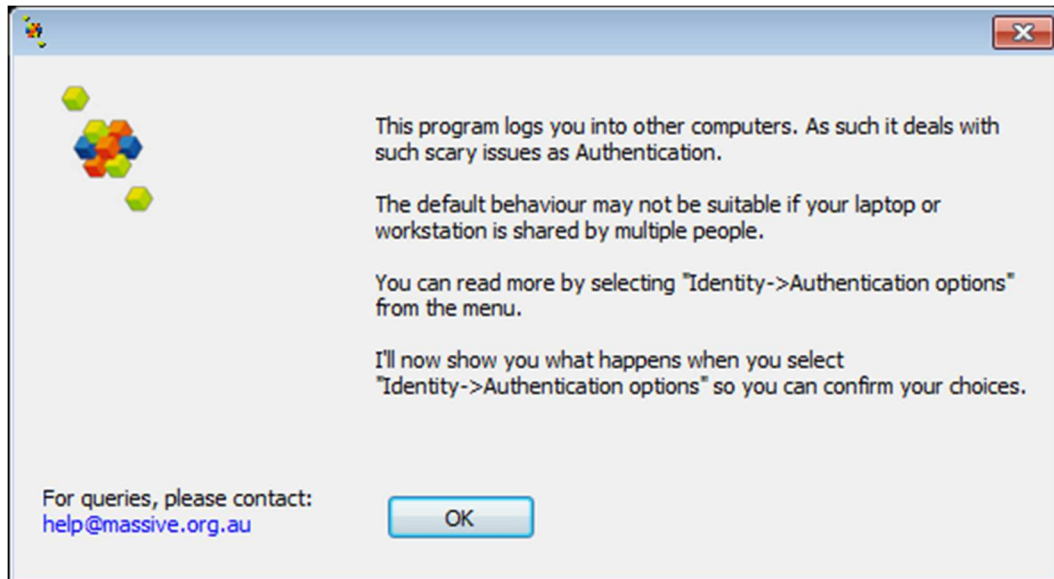 This program logs you into other computers. As such it deals with
such scary issues as Authentication.
The default behaviour may not be suitable if your laptop or
workstation is shared by multiple people.
You can read more by selecting "Identity->Authentication options"
from the menu.
I'll now show you what happens when you select
"Identity->Authentication options" so you can confirm your choices.
For queries, please contact:
help@massive.org.au
OK